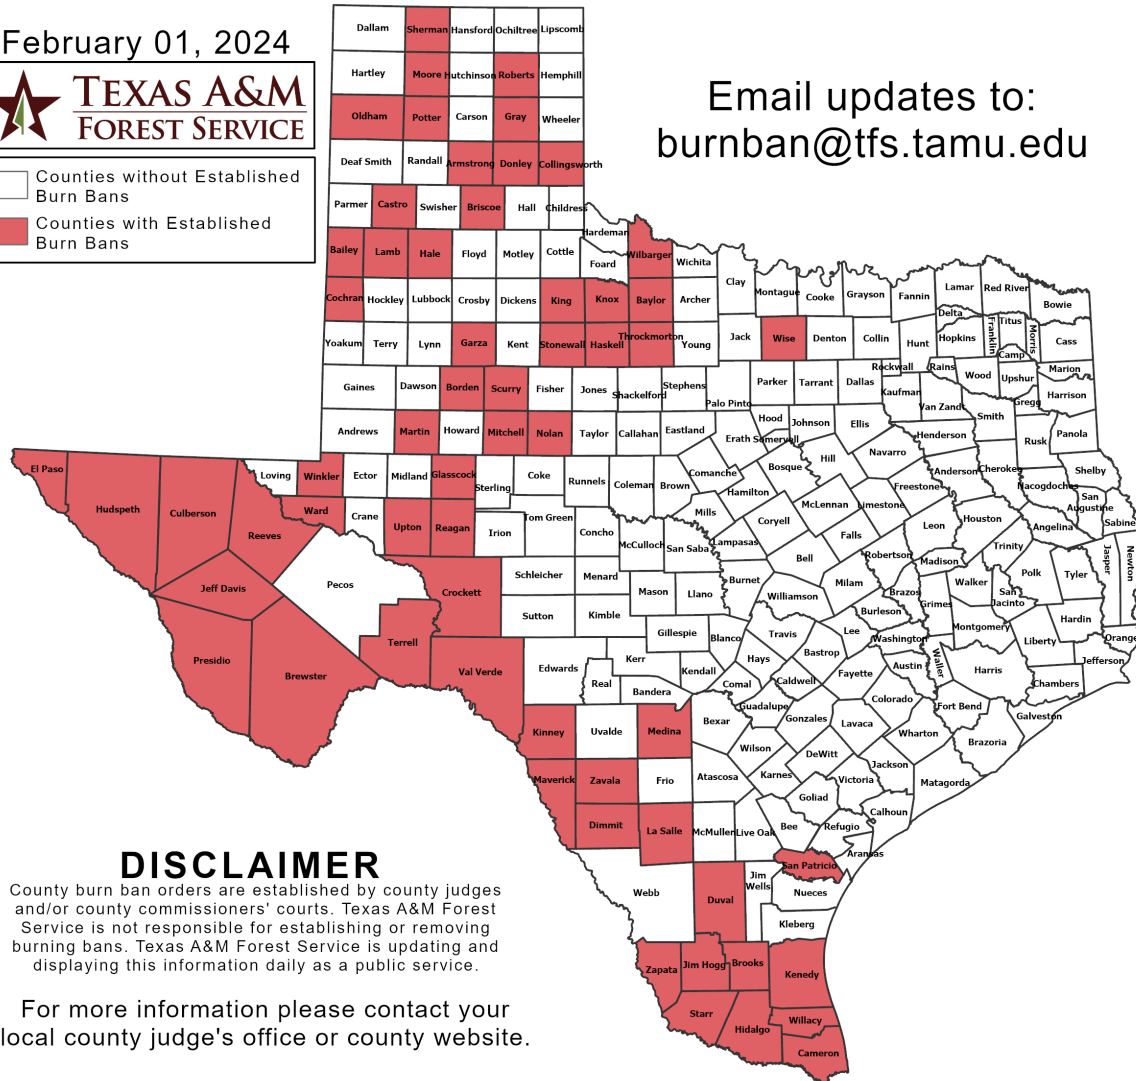 February 01, 2024
TEXAS A&M
FOREST SERVICE
Counties without Established
Burn Bans
Counties with Established
Burn Bans
Email updates to:
burnban@tfs.tamu.edu
Dallam Sherman Hansford Ochiltree Lipscomb
Hartley Moore Hutchinson Roberts Hemphill
Oldham Potter Carson Gray Wheeler
Deaf Smith Randall Armstrong Donley Collingsworth
Parmer Castro Swisher Briscoe Hall Childress
Hardeman
Bailey Lamb Hale Floyd Motley Cottle Foard Wilbarger Wichita
Clay Montague Cooke Grayson Fannin Lamar Red River Bowie
Cochran Hockley Lubbock Crosby Dickens King Knox Baylor Archer
Delta Titus Franklin Morris
Yoakum Terry Lynn Garza Kent Stonewall Haskell Throckmorton Young Jack Wise Denton Collin Hunt Hopkins Camp Cass
Rockwall Rains Marion
Gaines Dawson Borden Scurry Fisher Jones Shackelford Stephens Palo Pinto Parker Tarrant Dallas Kaufman Van Zandt Wood Upshur Gregg Harrison
Andrews Martin Howard Mitchell Nolan Taylor Callahan Eastland Erath Hood Somervell Johnson Ellis Henderson Smith Rusk Panola
El Paso Hudspeth Culberson Reeves Loving Winkler Ector Midland Glasscock Sterling Coke Runnels Coleman Brown Comanche Bosque Hill Navarro Anderson Cherokee Nacogdoches Shelby
Hamilton Freestone San
Augustine
Sabine
Ward Crane Upton Reagan Irion Tom Green Concho McCulloch San Saba Mills Lampasas Coryell McLennan Limestone Falls Leon Houston Angelina
Trinity Jasper Newton
Jeff Davis Pecos Crockett Schleicher Menard Mason Llano Burnet Bell Williamson Milam Robertson Brazos Madison Grimes Walker Polk Tyler
San
Jacinto
Sutton Kimble Burleson Montgomery Hardin
Presidio Brewster Terrell Val Verde Edwards Kerr Gillespie Blanco Travis Lee Washington Liberty Orange
Real Bandera Kendall Hays Comal Caldwell Bastrop Fayette Austin Waller Harris Chambers Jefferson
Kinney Uvalde Medina Bexar Guadalupe Gonzales Lavaca Colorado Fort Bend Galveston
Wilson Wharton Brazoria
Maverick Zavala Frio Atascosa Karnes DeWitt Victoria Jackson Matagorda
Goliad Calhoun
Dimmit La Salle McMullen Live Oak Bee Refugio
Aransas
San Patricio
Webb Duval Jim
Wells
Nueces
Kleberg
Zapata Jim Hogg Brooks Kenedy
Starr Hidalgo Willacy
Cameron
DISCLAIMER
County burn ban orders are established by county judges
and/or county commissioners' courts. Texas A&M Forest
Service is not responsible for establishing or removing
burning bans. Texas A&M Forest Service is updating and
displaying this information daily as a public service.
For more information please contact your
local county judge's office or county website.